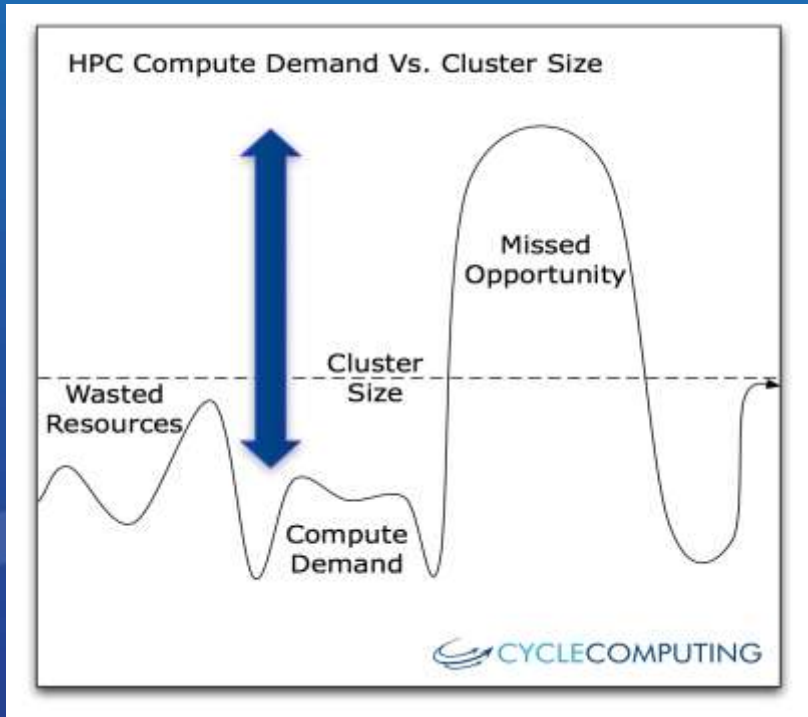 HPC Compute Demand Vs. Cluster Size
Missed
Opportunity
Cluster
Size
Wasted
Resources
Compute
Demand
CYCLECOMPUTING